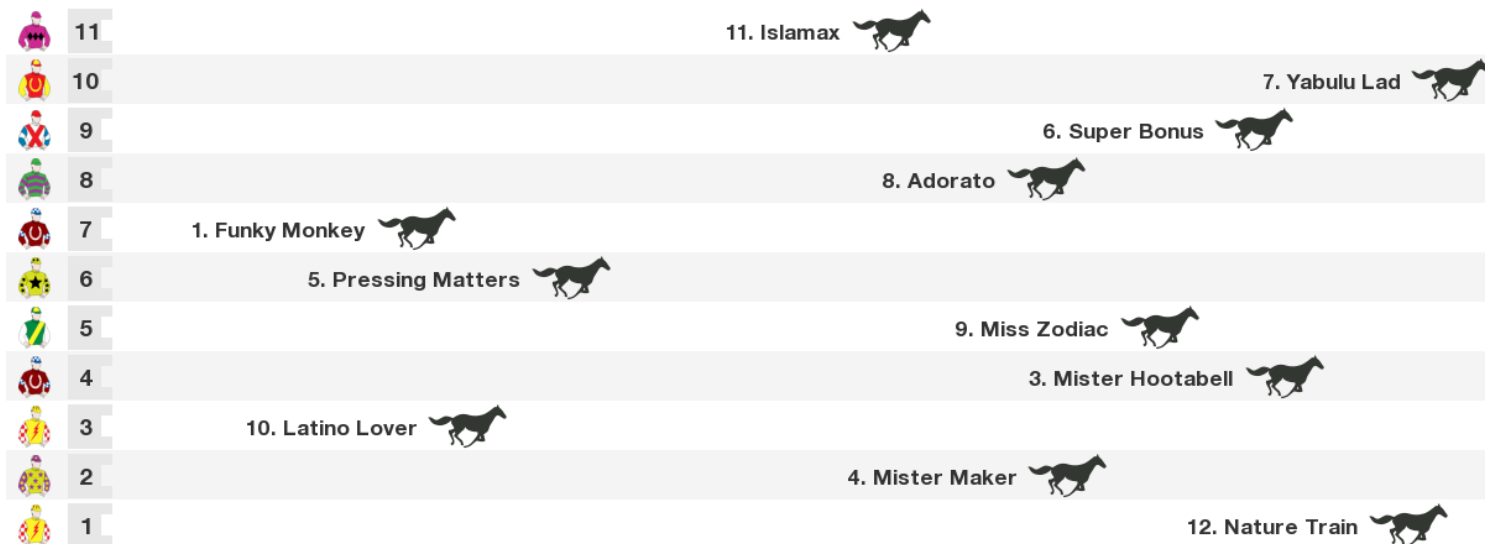 11 11. Islamax
10 7. Yabulu Lad
9 6. Super Bonus
8 8. Adorato
7 1. Funky Monkey
6 5. Pressing Matters
5 9. Miss Zodiac
4 3. Mister Hootabell
3 10. Latino Lover
2 4. Mister Maker
1 12. Nature Train